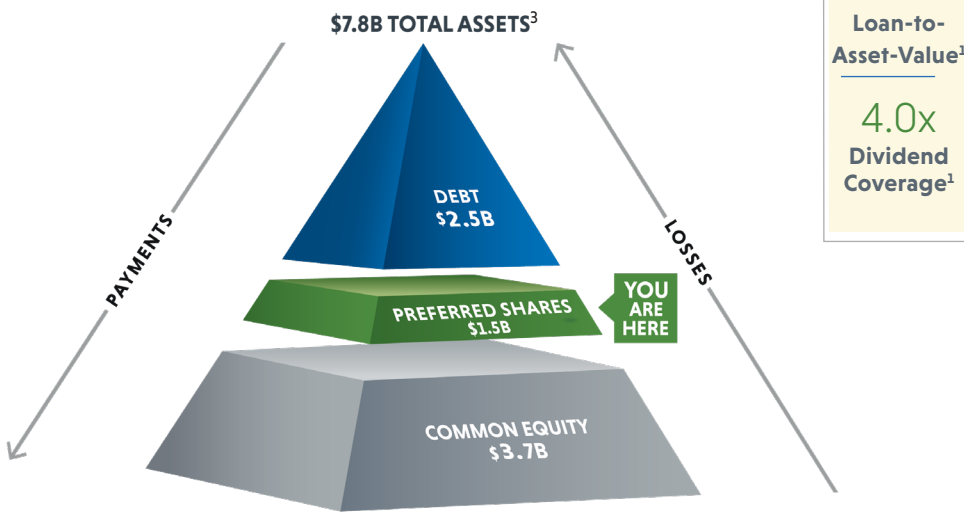 $7.8B TOTAL ASSETS³
Loan-to-
Asset-Value¹
4.0x
Dividend
Coverage¹
PAYMENTS
LOSSES
DEBT
$2.5B
PREFERRED SHARES
$1.5B
YOU
ARE
HERE
COMMON EQUITY
$3.7B